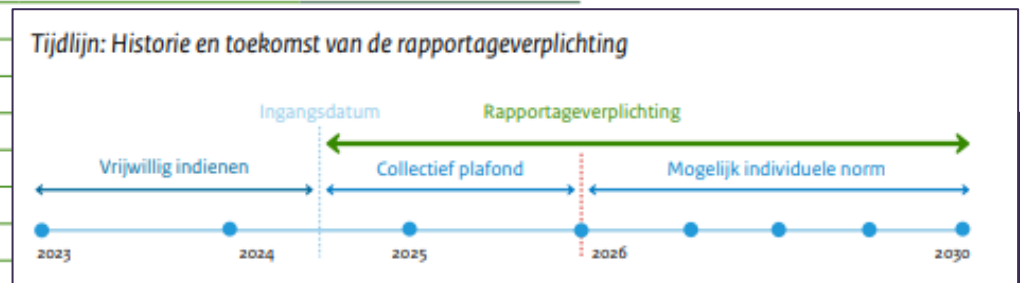 Tijdlijn: Historie en toekomst van de rapportageverplichting
Ingangsdatum Rapportageverplichting
Vrijwillig indienen Collectief plafond Mogelijk individuele norm
2023 2024 2025 2026 2030